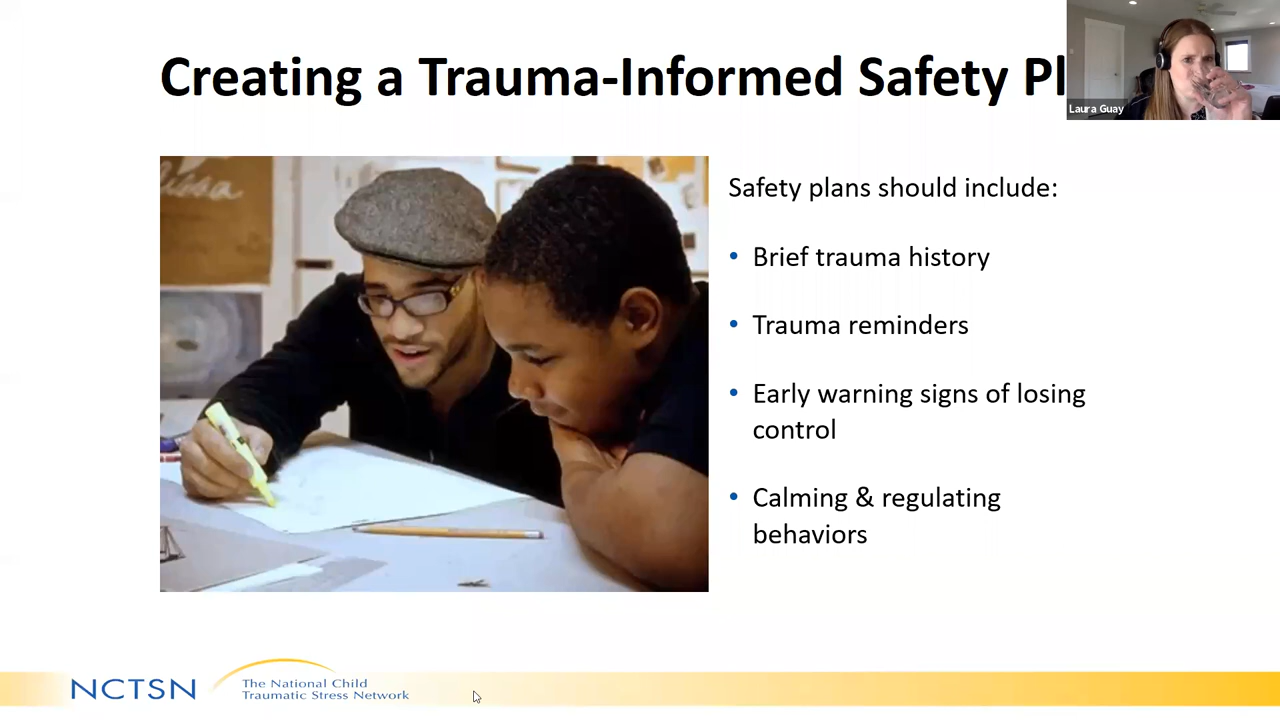 Creating a Trauma-Informed Safety Pl
Laura Guay
lissa
Safety plans should include:
• Brief trauma history
• Trauma reminders
• Early warning signs of losing
control
• Calming & regulating
behaviors
NCTSN
The National Child
Traumatic Stress Network